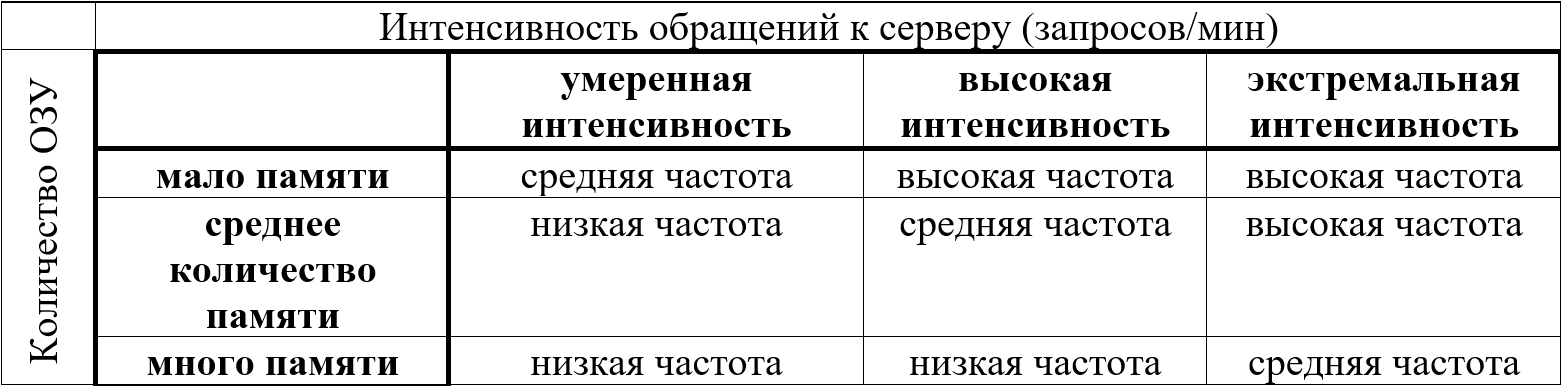 Интенсивность обращений к серверу (запросов/мин)
Количество ОЗУ
умеренная высокая экстремальная
интенсивность интенсивность интенсивность
мало памяти средняя частота высокая частота высокая частота
среднее низкая частота средняя частота высокая частота
количество
памяти
много памяти низкая частота низкая частота средняя частота